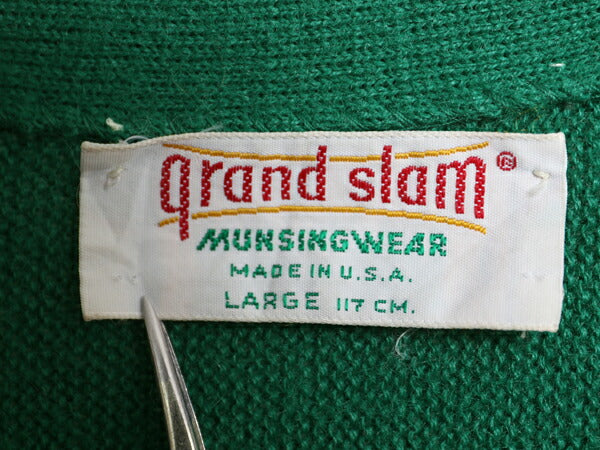 grand slam®
MUNSINGWEAR
MADE IN U.S.A.
LARGE 117 CM.